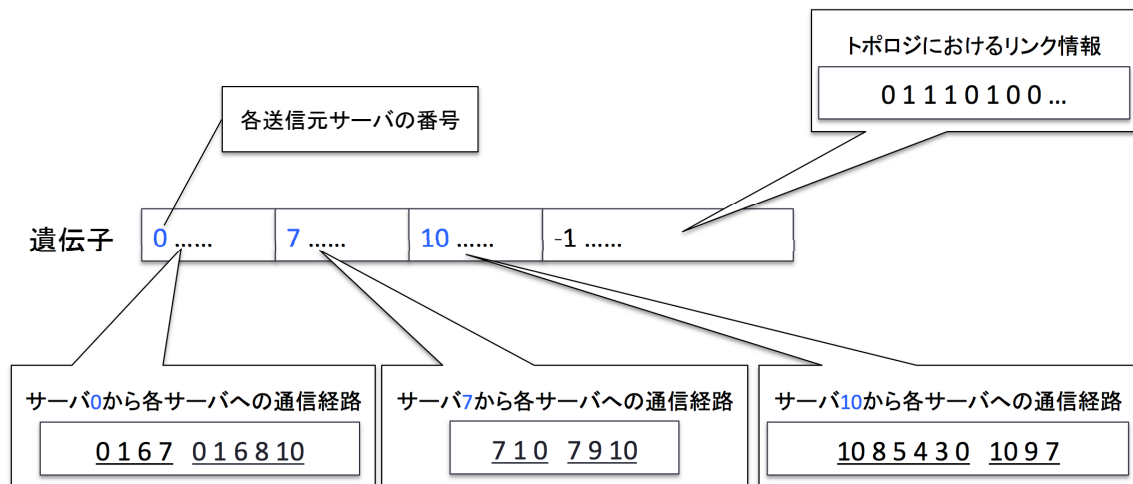 トポロジにおけるリンク情報
0 1 1 1 0 1 0 0 ...
各送信元サーバの番号
遺伝子
0 ...... 7 ...... 10 ...... -1 ......
サーバ0から各サーバへの通信経路
0 1 6 7 0 1 6 8 10
サーバ7から各サーバへの通信経路
7 1 0 7 9 10
サーバ10から各サーバへの通信経路
10 8 5 4 3 0 10 9 7